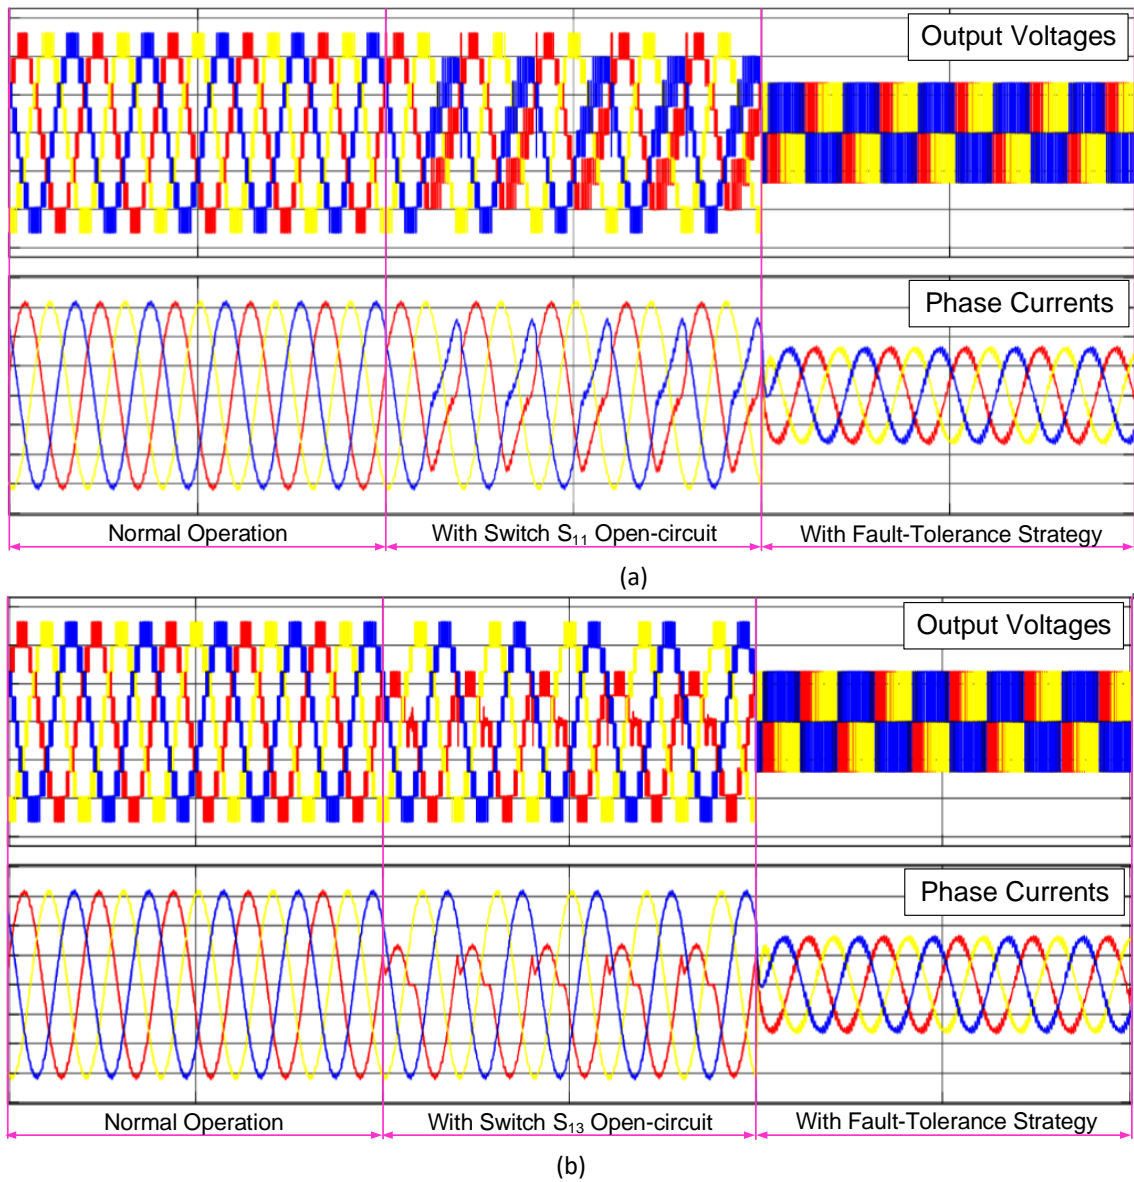 Output Voltages
Phase Currents
Normal Operation
With Switch S11 Open-circuit
With Fault-Tolerance Strategy
(a)
Output Voltages
Phase Currents
Normal Operation
With Switch S13 Open-circuit
With Fault-Tolerance Strategy
(b)